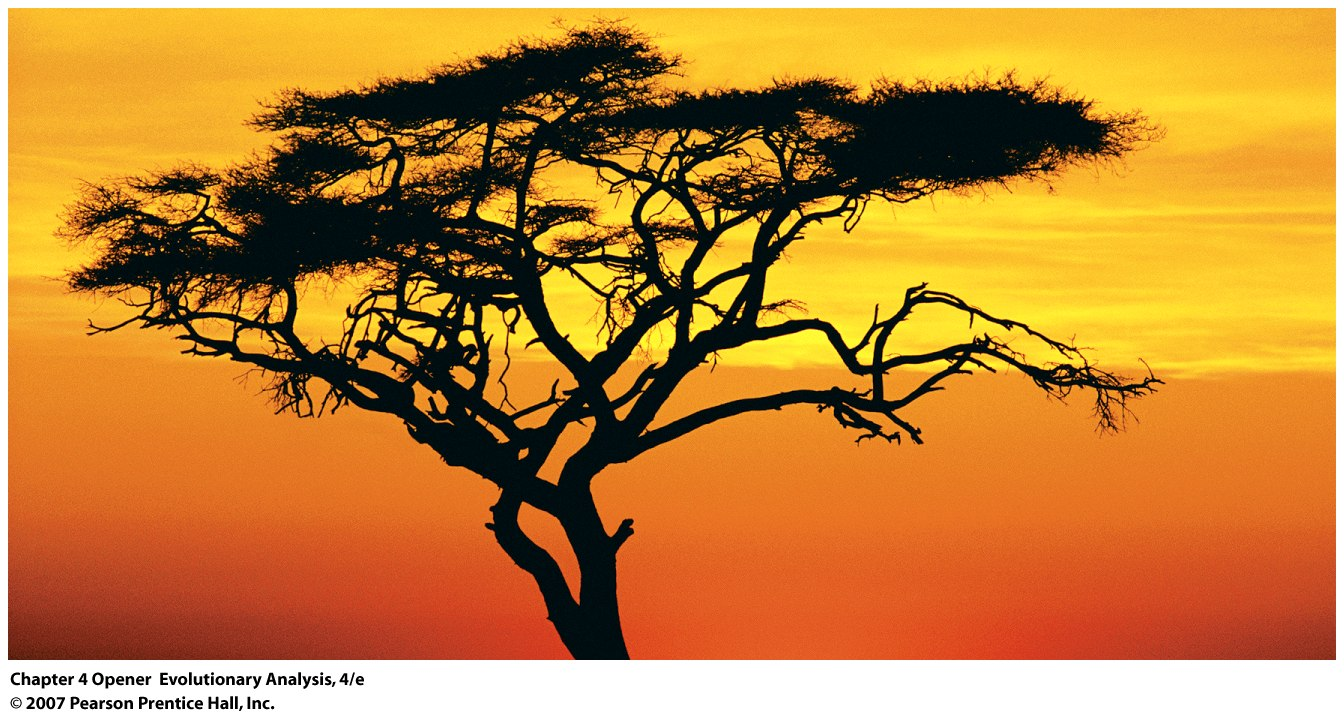 Chapter 4 Opener  Evolutionary Analysis, 4/e
© 2007 Pearson Prentice Hall, Inc.